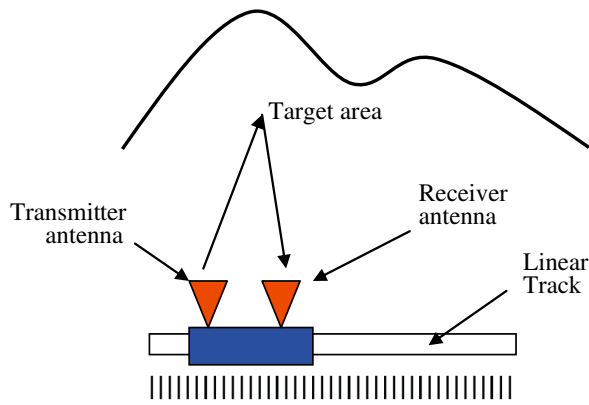 Target area
Transmitter
antenna
Receiver
antenna
Linear
Track